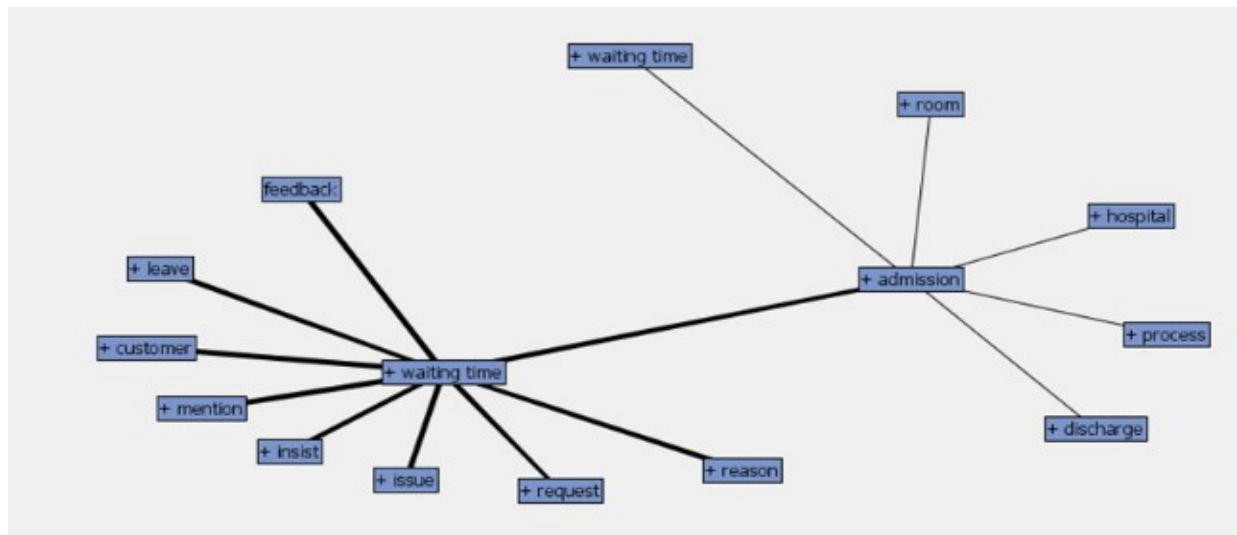 + waiting time
+ room
feedback
+ hospital
+ leave
+ admission
+ process
+ customer
+ waiting time
+ mention
+ discharge
+ insist
+ reason
+ issue
+ request